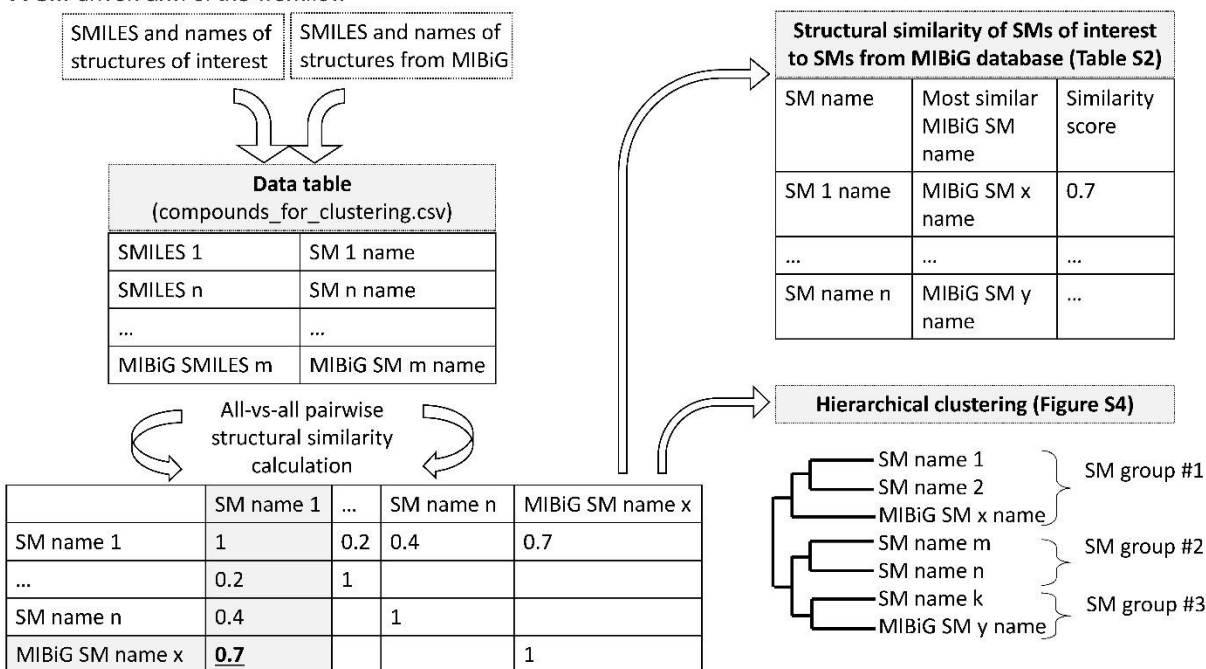 SMILES and names of
structures of interest
SMILES and names of
structures from MIBiG
Data table
(compounds_for_clustering.csv)
SMILES 1 SM 1 name
SMILES n SM n name
... ...
MIBiG SMILES m MIBiG SM m name
All-vs-all pairwise
structural similarity
calculation
SM name 1 ... SM name n MIBiG SM name x
SM name 1 1 0.2 0.4 0.7
... 0.2 1
SM name n 0.4 1
MIBiG SM name x 0.7 1
Structural similarity of SMs of interest
to SMs from MIBiG database (Table S2)
SM name Most similar Similarity
MIBiG SM score
name
SM 1 name MIBiG SM x 0.7
name
... ... ...
SM name n MIBiG SM y ...
name
Hierarchical clustering (Figure S4)
SM name 1
SM name 2
MIBiG SM x name
SM group #1
SM name m
SM name n
SM group #2
SM name k
MIBiG SM y name
SM group #3